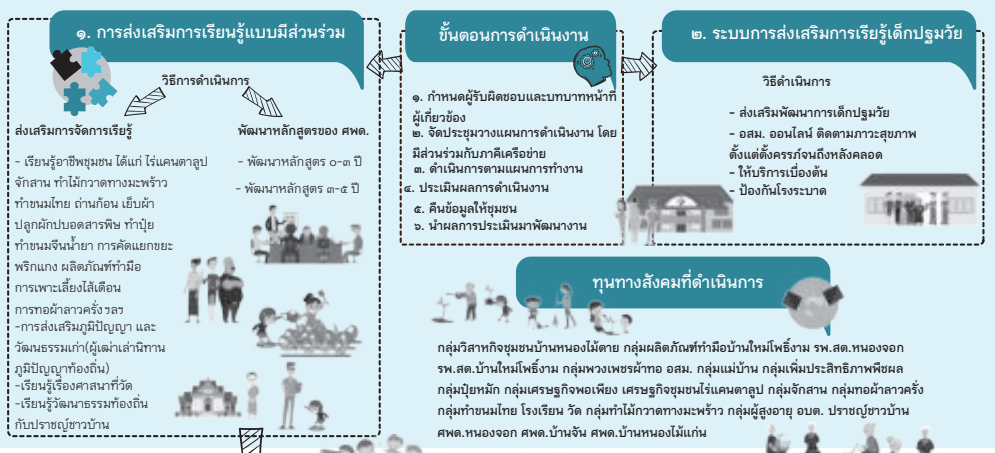 ๑. การส่งเสริมการเรียนรู้แบบมีส่วนร่วม
วิธีการดำเนินการ
ส่งเสริมการจัดการเรียรู้
- เรียนรู้อาชีพชุมชน ได้แก่ ไร่แคนตาลูป
จักสาน ทำไม้กวาดทางมะพร้าว
ทำขนมไทย ถ่านก้อน เย็บผ้า
ปลูกผักปบอดสารพิษ ทำปุ๋ย
ทำขนมจีนน้ำยา การคัดแยกขยะ
พริกแกง ผลิตภัณฑ์ทำมือ
การเพาะเลี้ยงไส้เดือน
การทอผ้าลาวครั่ง ฯลฯ
-การส่งเสริมภูมิปัญญา และ
วัฒนธรรมเก่า(ผู้เฒ่าเล่านิทาน
ภูมิปัญญาท้องถิ่น)
-เรียนรู้เรื่องศาสนาที่วัด
-เรียนรู้วัฒนาธรรมท้องถิ่น
กับปราชญ์ชาวบ้าน
พัฒนาหลักสูตรของ ศพด.
- พัฒนาหลักสูตร ๐-๓ ปี
- พัฒนาหลักสูตร ๓-๕ ปี
ขั้นตอนการดำเนินงาน
๑. กำหนดผู้รับผิดชอบและบทบาทหน้าที่
ผู้เกี่ยวข้อง
๒. จัดประชุมวางแผนการดำเนินงาน โดย
มีส่วนร่วมกับภาคีเครือข่าย
๓. ดำเนินการตามแผนการทำงาน
๔. ประเมินผลการดำเนินงาน
๕. คืนข้อมูลให้ชุมชน
๖. นำผลการประเมินมาพัฒนางาน
๒. ระบบการส่งเสริมการเรียรู้เด็กปฐมวัย
วิธีดำเนินการ
- ส่งเสริมพัฒนาการเด็กปฐมวัย
- อสม. ออนไลน์ ติดตามภาวะสุขภาพ
ตั้งแต่ตั้งครรภ์จนถึงหลังคลอด
- ให้บริการเบื่องต้น
- ป้องกันโรงระบาด
ทุนทางสังคมที่ดำเนินการ
กลุ่มวิสาหกิจชุมชนบ้านหนองไม้ตาย กลุ่มผลิตภัณฑ์ทำมือบ้านใหม่โพธิ์งาม รพ.สต.หนองจอก
รพ.สต.บ้านใหม่โพธิ์งาม กลุ่มพวงเพชรผ้าทอ อสม. กลุ่มแม่บ้าน กลุ่มเพิ่มประสิทธิภาพพืชผล
กลุ่มปุ๋ยหมัก กลุ่มเศรษฐกิจพอเพียง เศรษฐกิจชุมชนไร่แคนตาลูป กลุ่มจักสาน กลุ่มทอผ้าลาวครั่ง
กลุ่มทำขนมไทย โรงเรียน วัด กลุ่มทำไม้กวาดทางมะพร้าว กลุ่มผู้สูงอายุ อบต. ปราชญ์ชาวบ้าน
ศพด.หนองจอก ศพด.บ้านจัน ศพด.บ้านหนองไม้แก่น